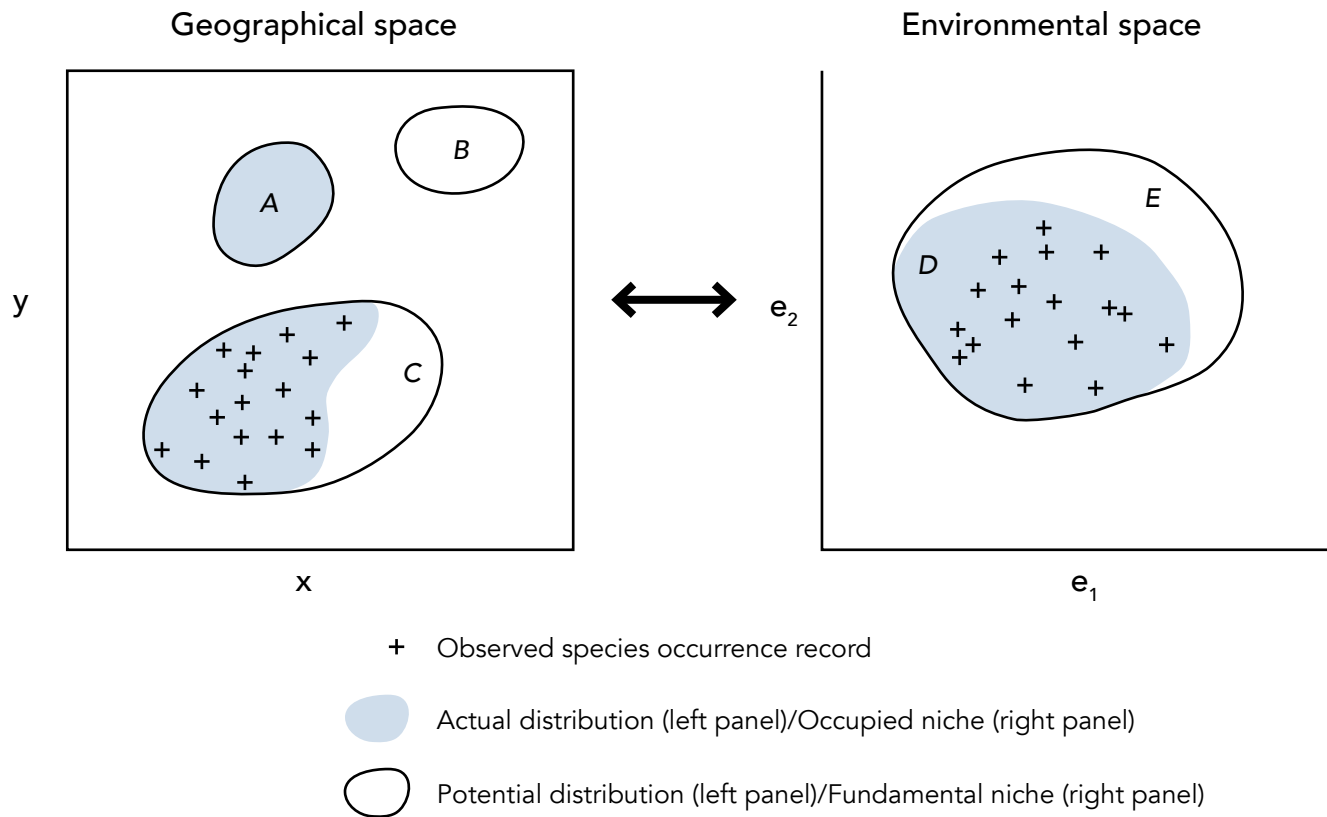 Geographical space
Environmental space
A
B
C
y
x
D
E
e₂
e₁
+ Observed species occurrence record
Actual distribution (left panel)/Occupied niche (right panel)
Potential distribution (left panel)/Fundamental niche (right panel)